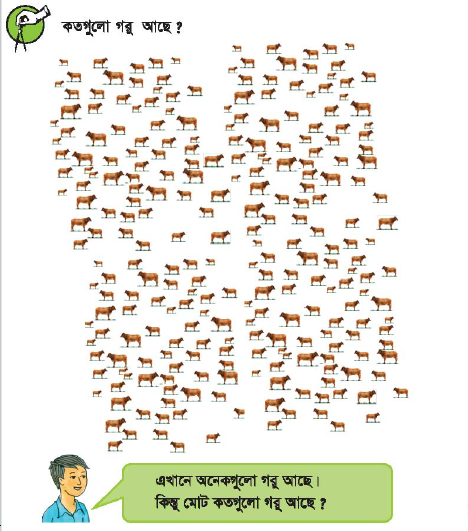 কতগুলো গরু আছে ?
এখানে অনেকগুলো গরু আছে।
কিন্তু মোট কতগুলো গরু আছে ?